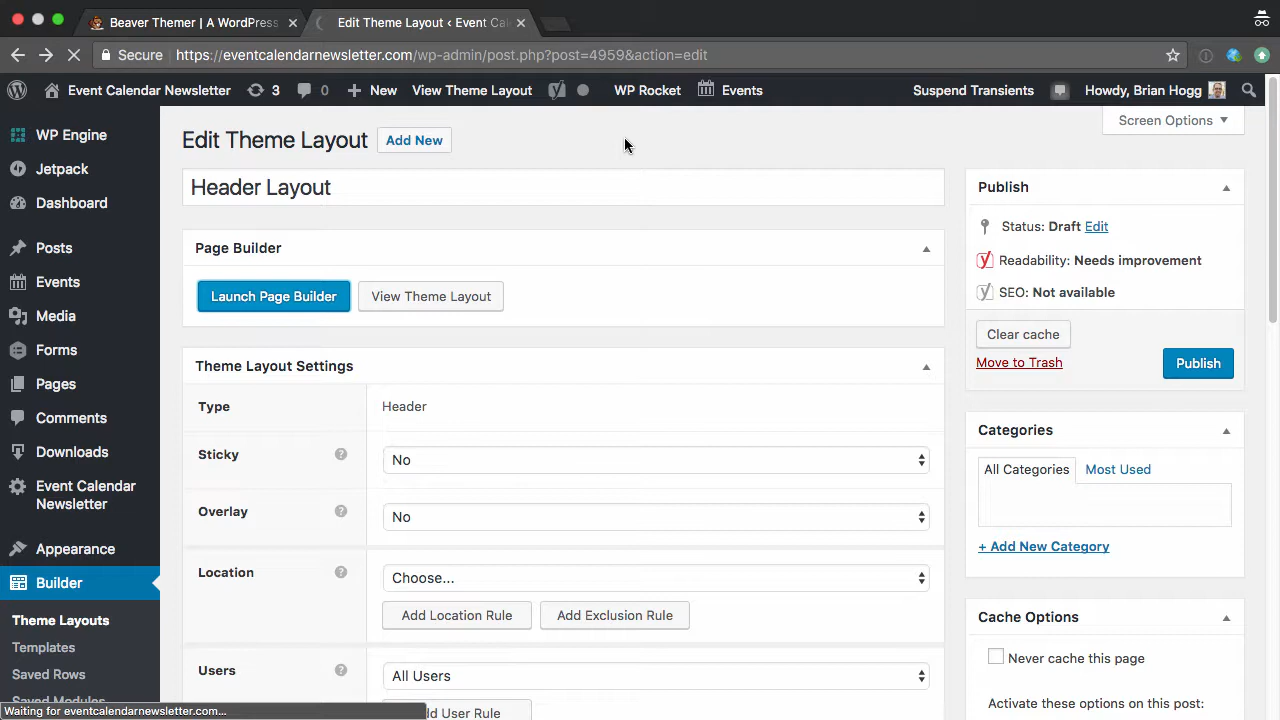 Beaver Themer | A WordPress
Edit Theme Layout ‹ Event Cal
Secure
https://eventcalendarnewsletter.com/wp-admin/post.php?post=4959&action=edit
Event Calendar Newsletter
3
0
New
View Theme Layout
WP Rocket
Events
Suspend Transients
Howdy, Brian Hogg
WP Engine
Jetpack
Dashboard
Posts
Events
Media
Forms
Pages
Comments
Downloads
Event Calendar
Newsletter
Appearance
Builder
Theme Layouts
Templates
Saved Rows
Saved Modules
Screen Options
Edit Theme Layout
Add New
Header Layout
Page Builder
Launch Page Builder
View Theme Layout
Theme Layout Settings
Type
Header
Sticky
?
No
Overlay
?
No
Location
?
Choose...
Add Location Rule
Add Exclusion Rule
Users
?
All Users
dd User Rule
Publish
Status: Draft Edit
Readability: Needs improvement
SEO: Not available
Clear cache
Move to Trash
Publish
Categories
All Categories
Most Used
+ Add New Category
Cache Options
Never cache this page
Activate these options on this post:
Waiting for eventcalendarnewsletter.com...